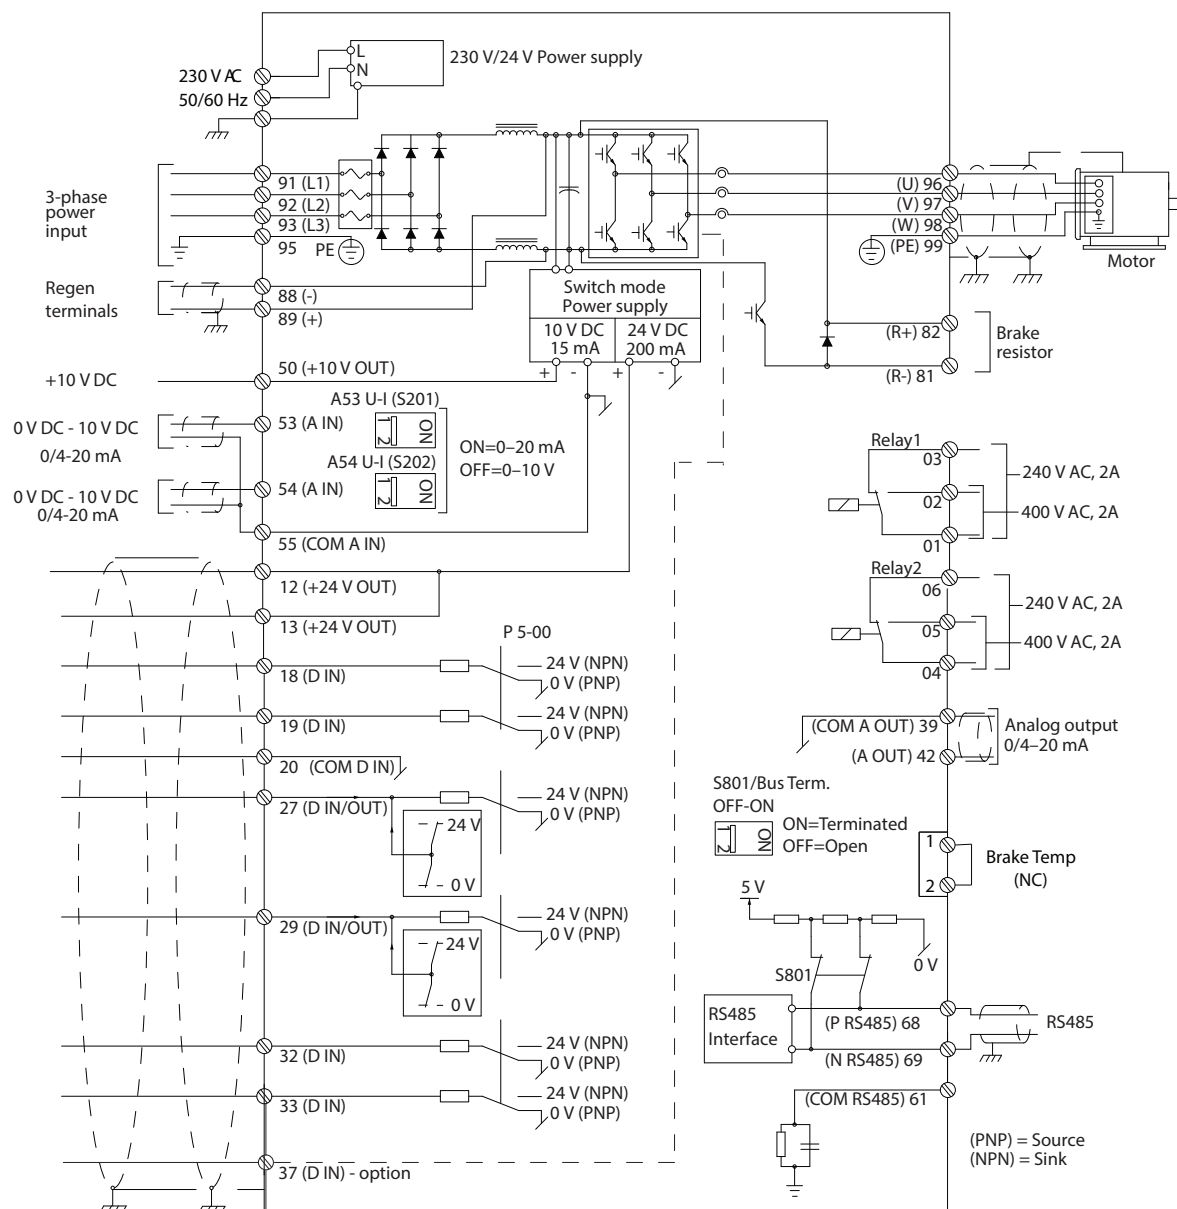 L
N
230 V/24 V Power supply
230 V AC
50/60 Hz
3-phase
power
input
91 (L1)
92 (L2)
93 (L3)
95
PE
(U) 96
(V) 97
(W) 98
(PE) 99
Motor
Regen
terminals
88 (-)
89 (+)
Switch mode
Power supply
10 V DC
15 mA
24 V DC
200 mA
+
-
+
-
(R+) 82
(R-) 81
Brake
resistor
+10 V DC
50 (+10 V OUT)
A53 U-I (S201)
1
2
ON
A54 U-I (S202)
1
2
ON
ON=0–20 mA
OFF=0–10 V
0 V DC - 10 V DC
0/4-20 mA
53 (A IN)
0 V DC - 10 V DC
0/4-20 mA
54 (A IN)
55 (COM A IN)
12 (+24 V OUT)
13 (+24 V OUT)
Relay1
03
02
01
240 V AC, 2A
400 V AC, 2A
Relay2
06
05
04
240 V AC, 2A
400 V AC, 2A
P 5-00
18 (D IN)
24 V (NPN)
0 V (PNP)
19 (D IN)
24 V (NPN)
0 V (PNP)
20 (COM D IN)
27 (D IN/OUT)
24 V (NPN)
0 V (PNP)
24 V
0 V
29 (D IN/OUT)
24 V (NPN)
0 V (PNP)
24 V
0 V
32 (D IN)
24 V (NPN)
0 V (PNP)
33 (D IN)
24 V (NPN)
0 V (PNP)
37 (D IN) - option
(COM A OUT) 39
(A OUT) 42
Analog output
0/4–20 mA
S801/Bus Term.
OFF-ON
1
2
ON
ON=Terminated
OFF=Open
1
2
Brake Temp
(NC)
5 V
0 V
S801
RS485
Interface
(P RS485) 68
(N RS485) 69
RS485
(COM RS485) 61
(PNP) = Source
(NPN) = Sink